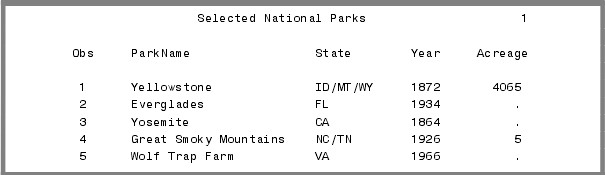 Selected National Parks 1
Obs ParkName State Year Acreage
1 Yellowstone ID/MT/WY 1872 4065
2 Everglades FL 1934 .
3 Yosemite CA 1864 .
4 Great Smoky Mountains NC/TN 1926 5
5 Wolf Trap Farm VA 1966 .